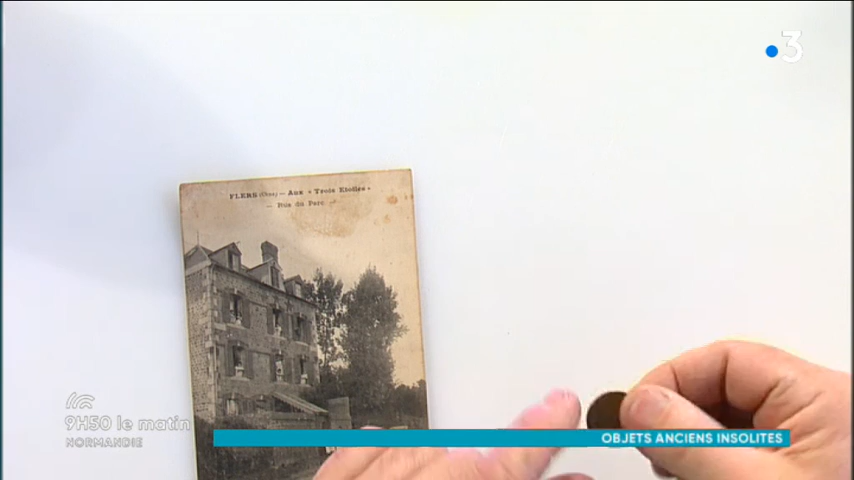 3
FLERS (Orne) — Aux « Trois Etoiles »
— Rue du Parc
9H50 le matin
NORMANDIE
OBJETS ANCIENS INSOLITES